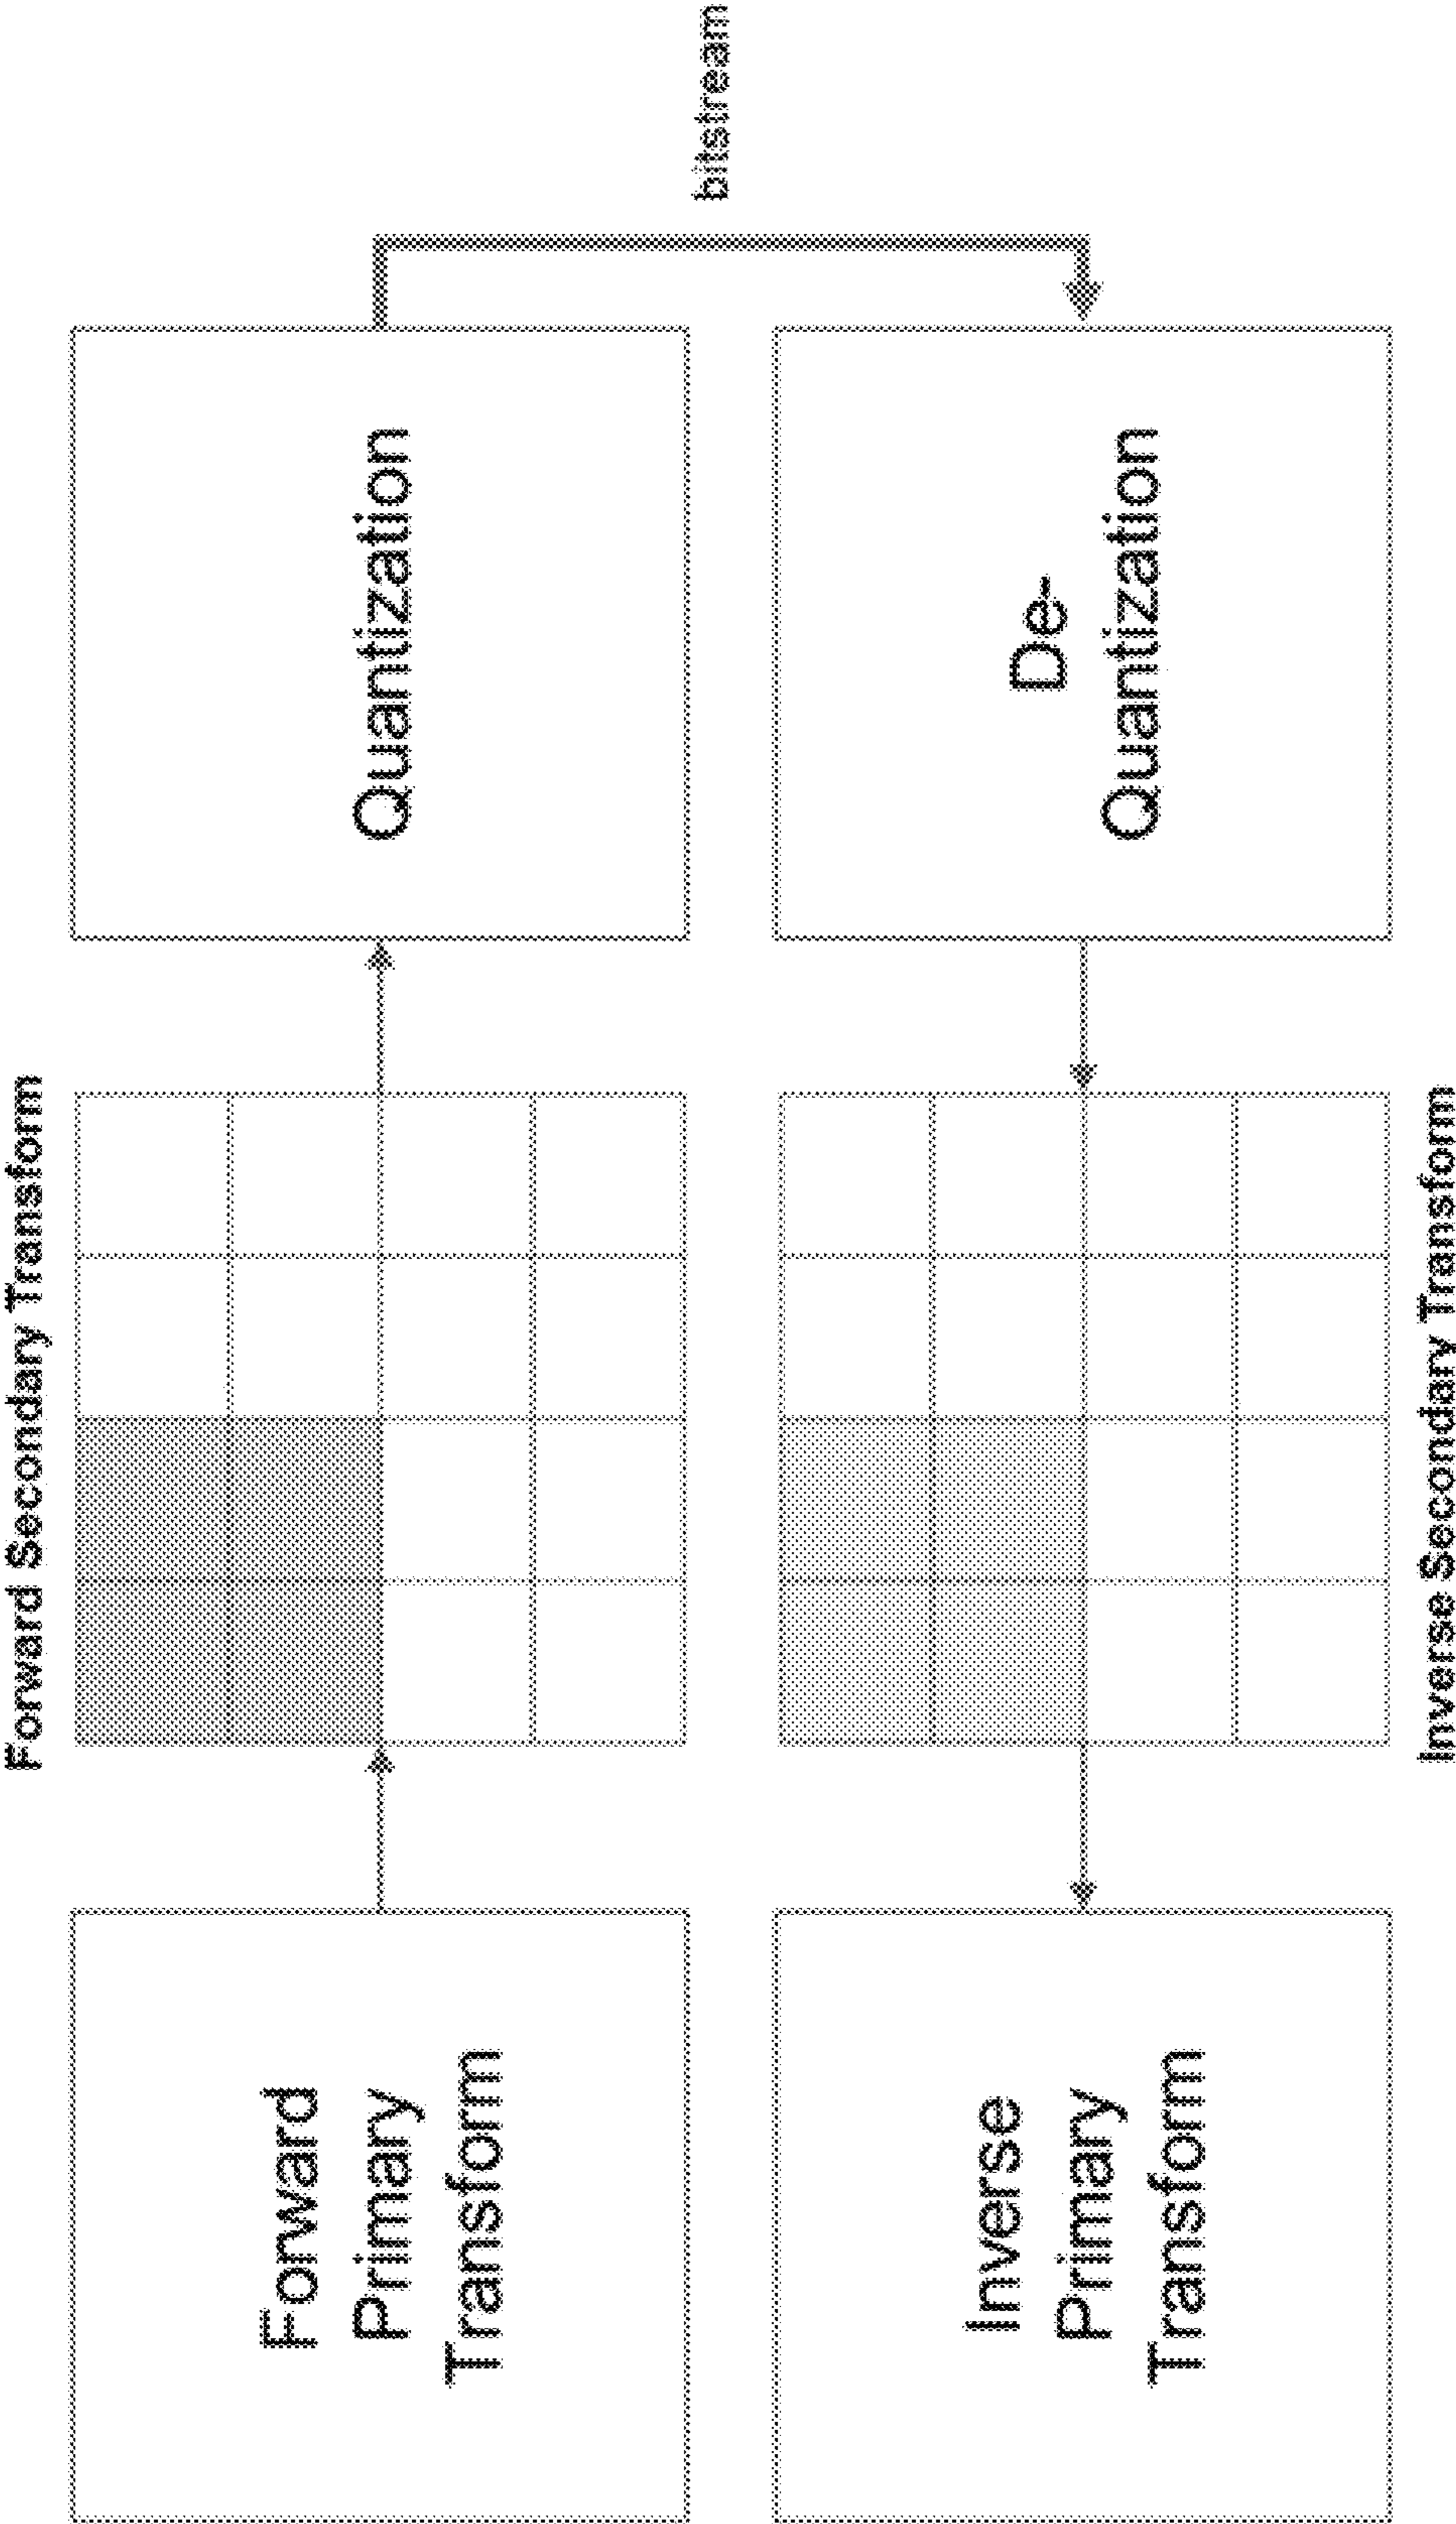 Forward Secondary Transform
Forward
Primary
Transform
Quantization
bitstream
Inverse
Primary
Transform
De-
Quantization
Inverse Secondary Transform